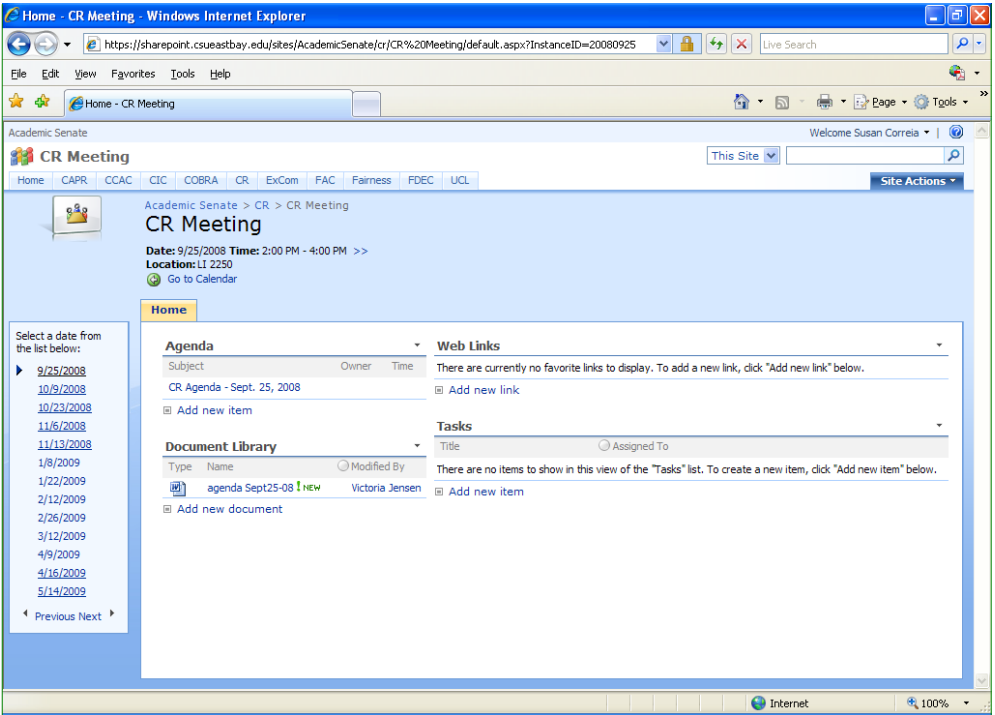 Home - CR Meeting - Windows Internet Explorer
https://sharepoint.csueastbay.edu/sites/AcademicSenate/cr/CR%20Meeting/default.aspx?InstanceID=20080925
Live Search
File Edit View Favorites Tools Help
Home - CR Meeting
Page Tools
Academic Senate
Welcome Susan Correia
CR Meeting
This Site
Home CAPR CCAC CIC COBRA CR ExCom FAC Fairness FDEC UCL
Site Actions
Academic Senate > CR > CR Meeting
CR Meeting
Date: 9/25/2008 Time: 2:00 PM - 4:00 PM >>
Location: LI 2250
Go to Calendar
Home
Select a date from
the list below:
9/25/2008
10/9/2008
10/23/2008
11/6/2008
11/13/2008
1/8/2009
1/22/2009
2/12/2009
2/26/2009
3/12/2009
4/9/2009
4/16/2009
5/14/2009
Previous Next
Agenda
Subject Owner Time
CR Agenda - Sept. 25, 2008
Add new item
Document Library
Type Name Modified By
agenda Sept25-08 ! NEW Victoria Jensen
Add new document
Web Links
There are currently no favorite links to display. To add a new link, click "Add new link" below.
Add new link
Tasks
Title Assigned To
There are no items to show in this view of the "Tasks" list. To create a new item, click "Add new item" below.
Add new item
Internet
100%